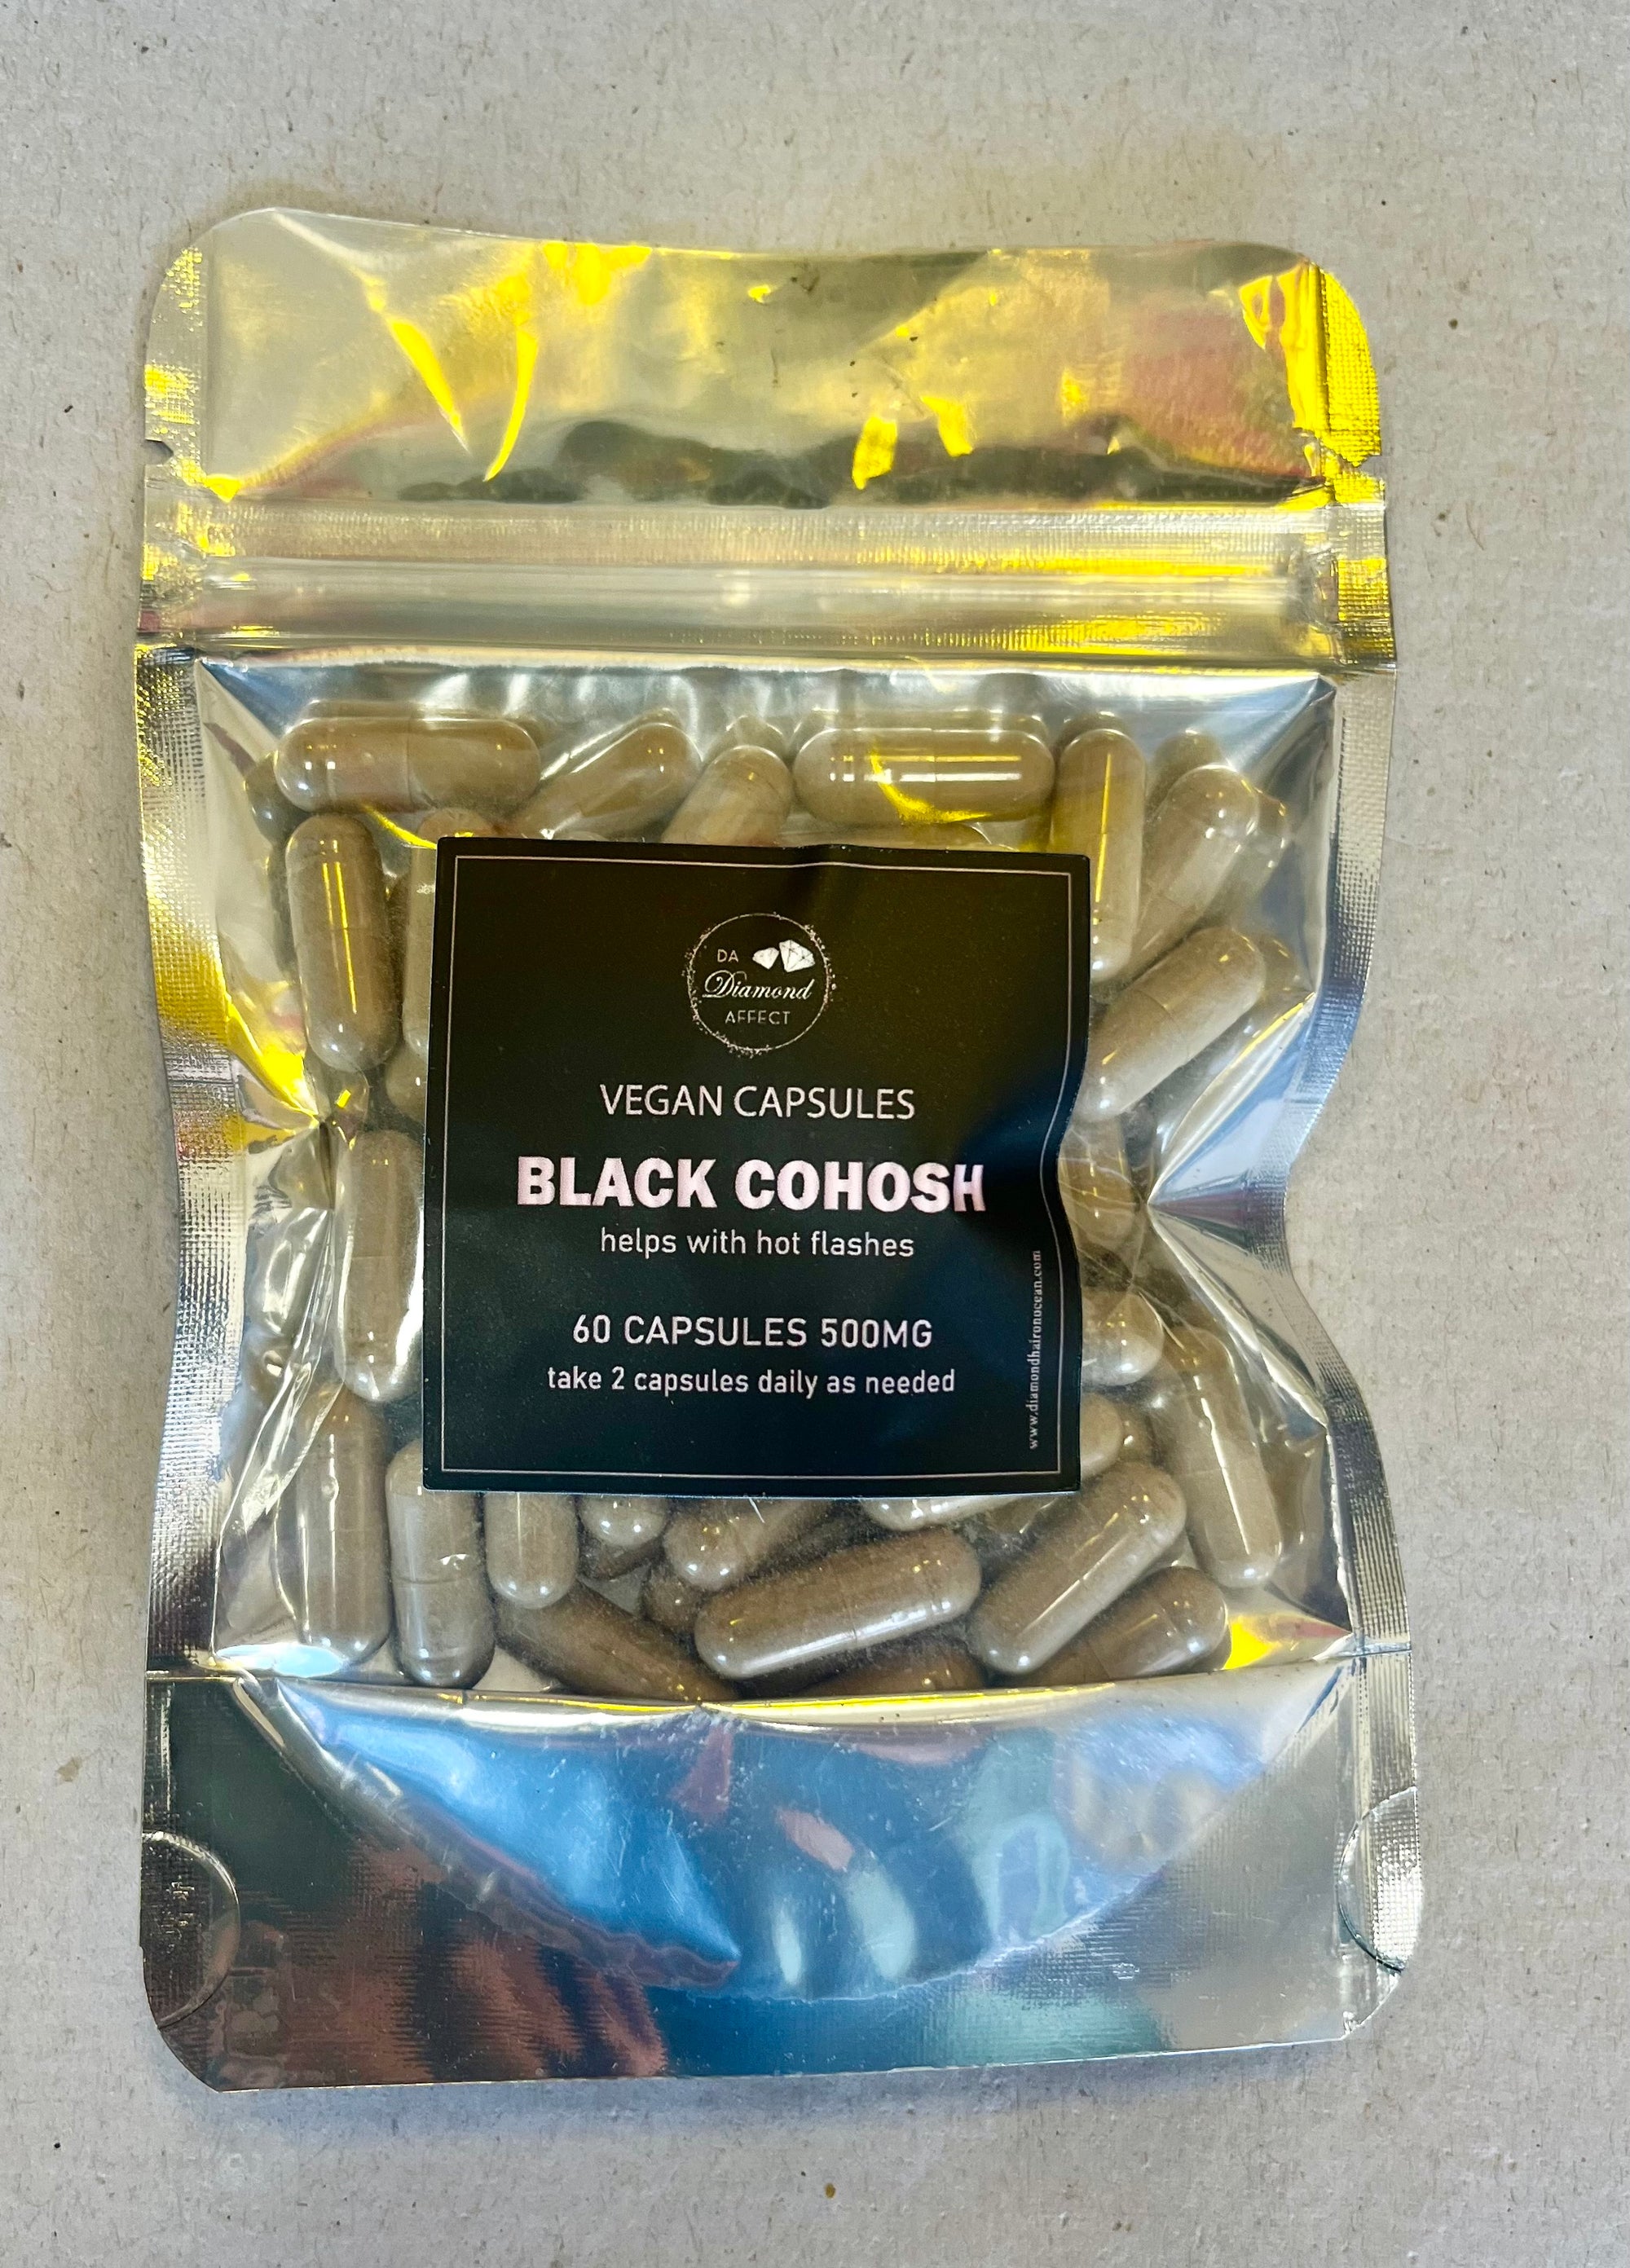 DA
Diamond
AFFECT
VEGAN CAPSULES
BLACK COHOSH
helps with hot flashes
60 CAPSULES 500MG
take 2 capsules daily as needed
www.diamondhaironocean.com